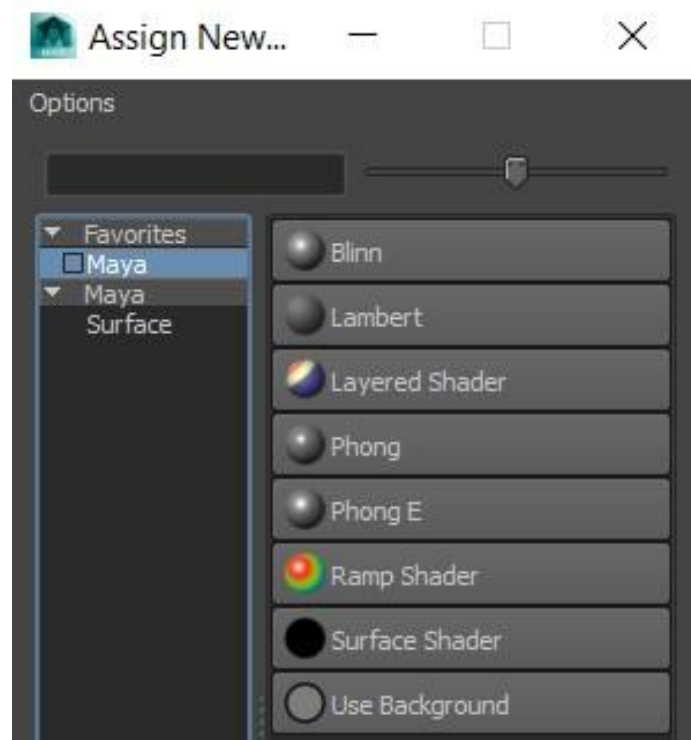 Assign New...
Options
Favorites
Maya
Maya
Surface
Blinn
Lambert
Layered Shader
Phong
Phong E
Ramp Shader
Surface Shader
Use Background